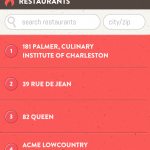 RESTAURANTS
search restaurants
city/zip
1
181 PALMER, CULINARY
INSTITUTE OF CHARLESTON
2
39 RUE DE JEAN
3
82 QUEEN
4
ACME LOWCOUNTRY